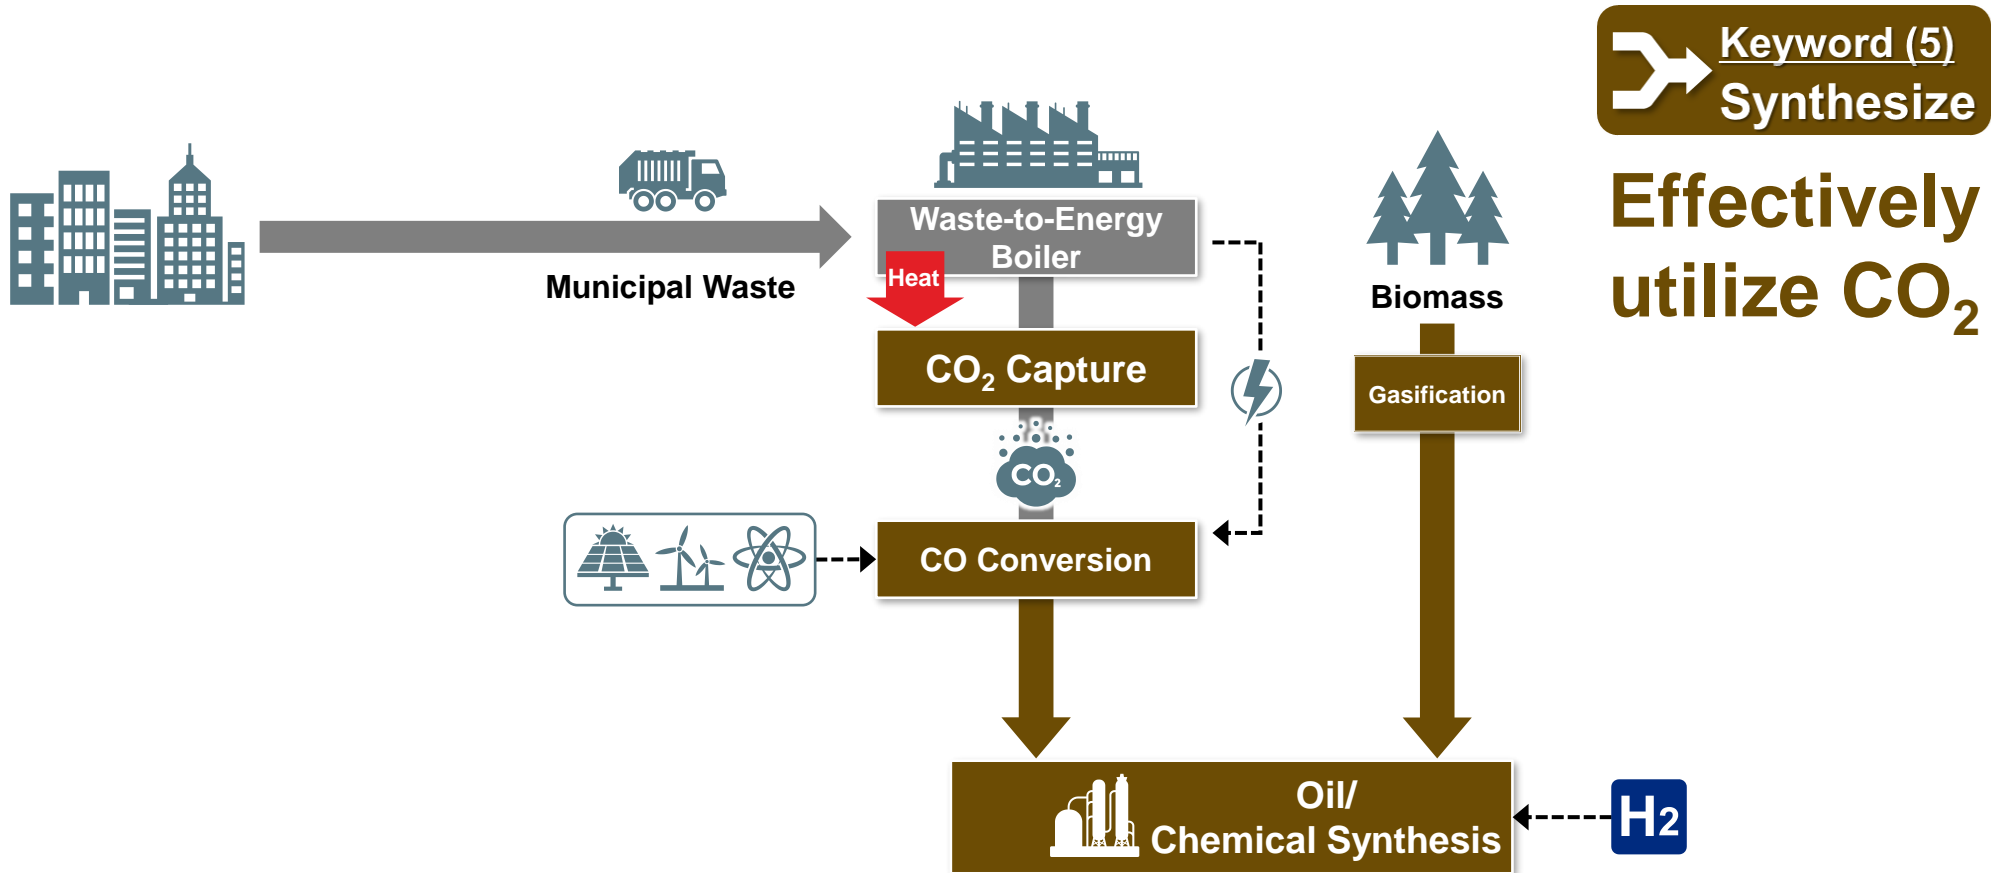 Keyword (5)
Synthesize
Effectively
utilize CO₂
Municipal Waste
Waste-to-Energy
Boiler
Heat
CO₂ Capture
CO₂
CO Conversion
Biomass
Gasification
Oil/
Chemical Synthesis
H2